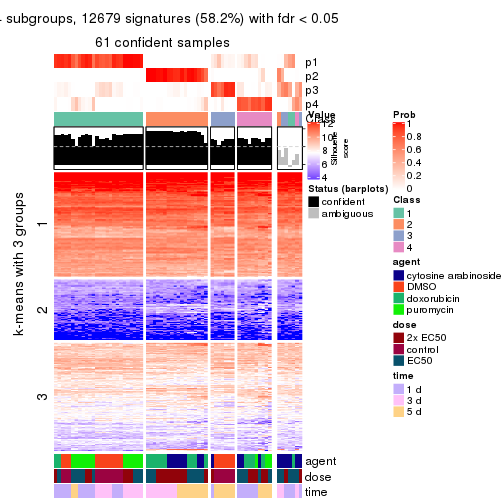 groups, 12679 signatures (58.2%) with fdr < 0.05
61 confident samples
p1
p2
p3
p4
Class
Silhouette score
k-means with 3 groups
1
2
3
agent
dose
time
Value
12
10
8
6
4
Status (barplots)
confident
ambiguous
Prob
1
0.8
0.6
0.4
0.2
0
Class
1
2
3
4
agent
cytosine arabinoside
DMSO
doxorubicin
puromycin
dose
2x EC50
control
EC50
time
1 d
3 d
5 d